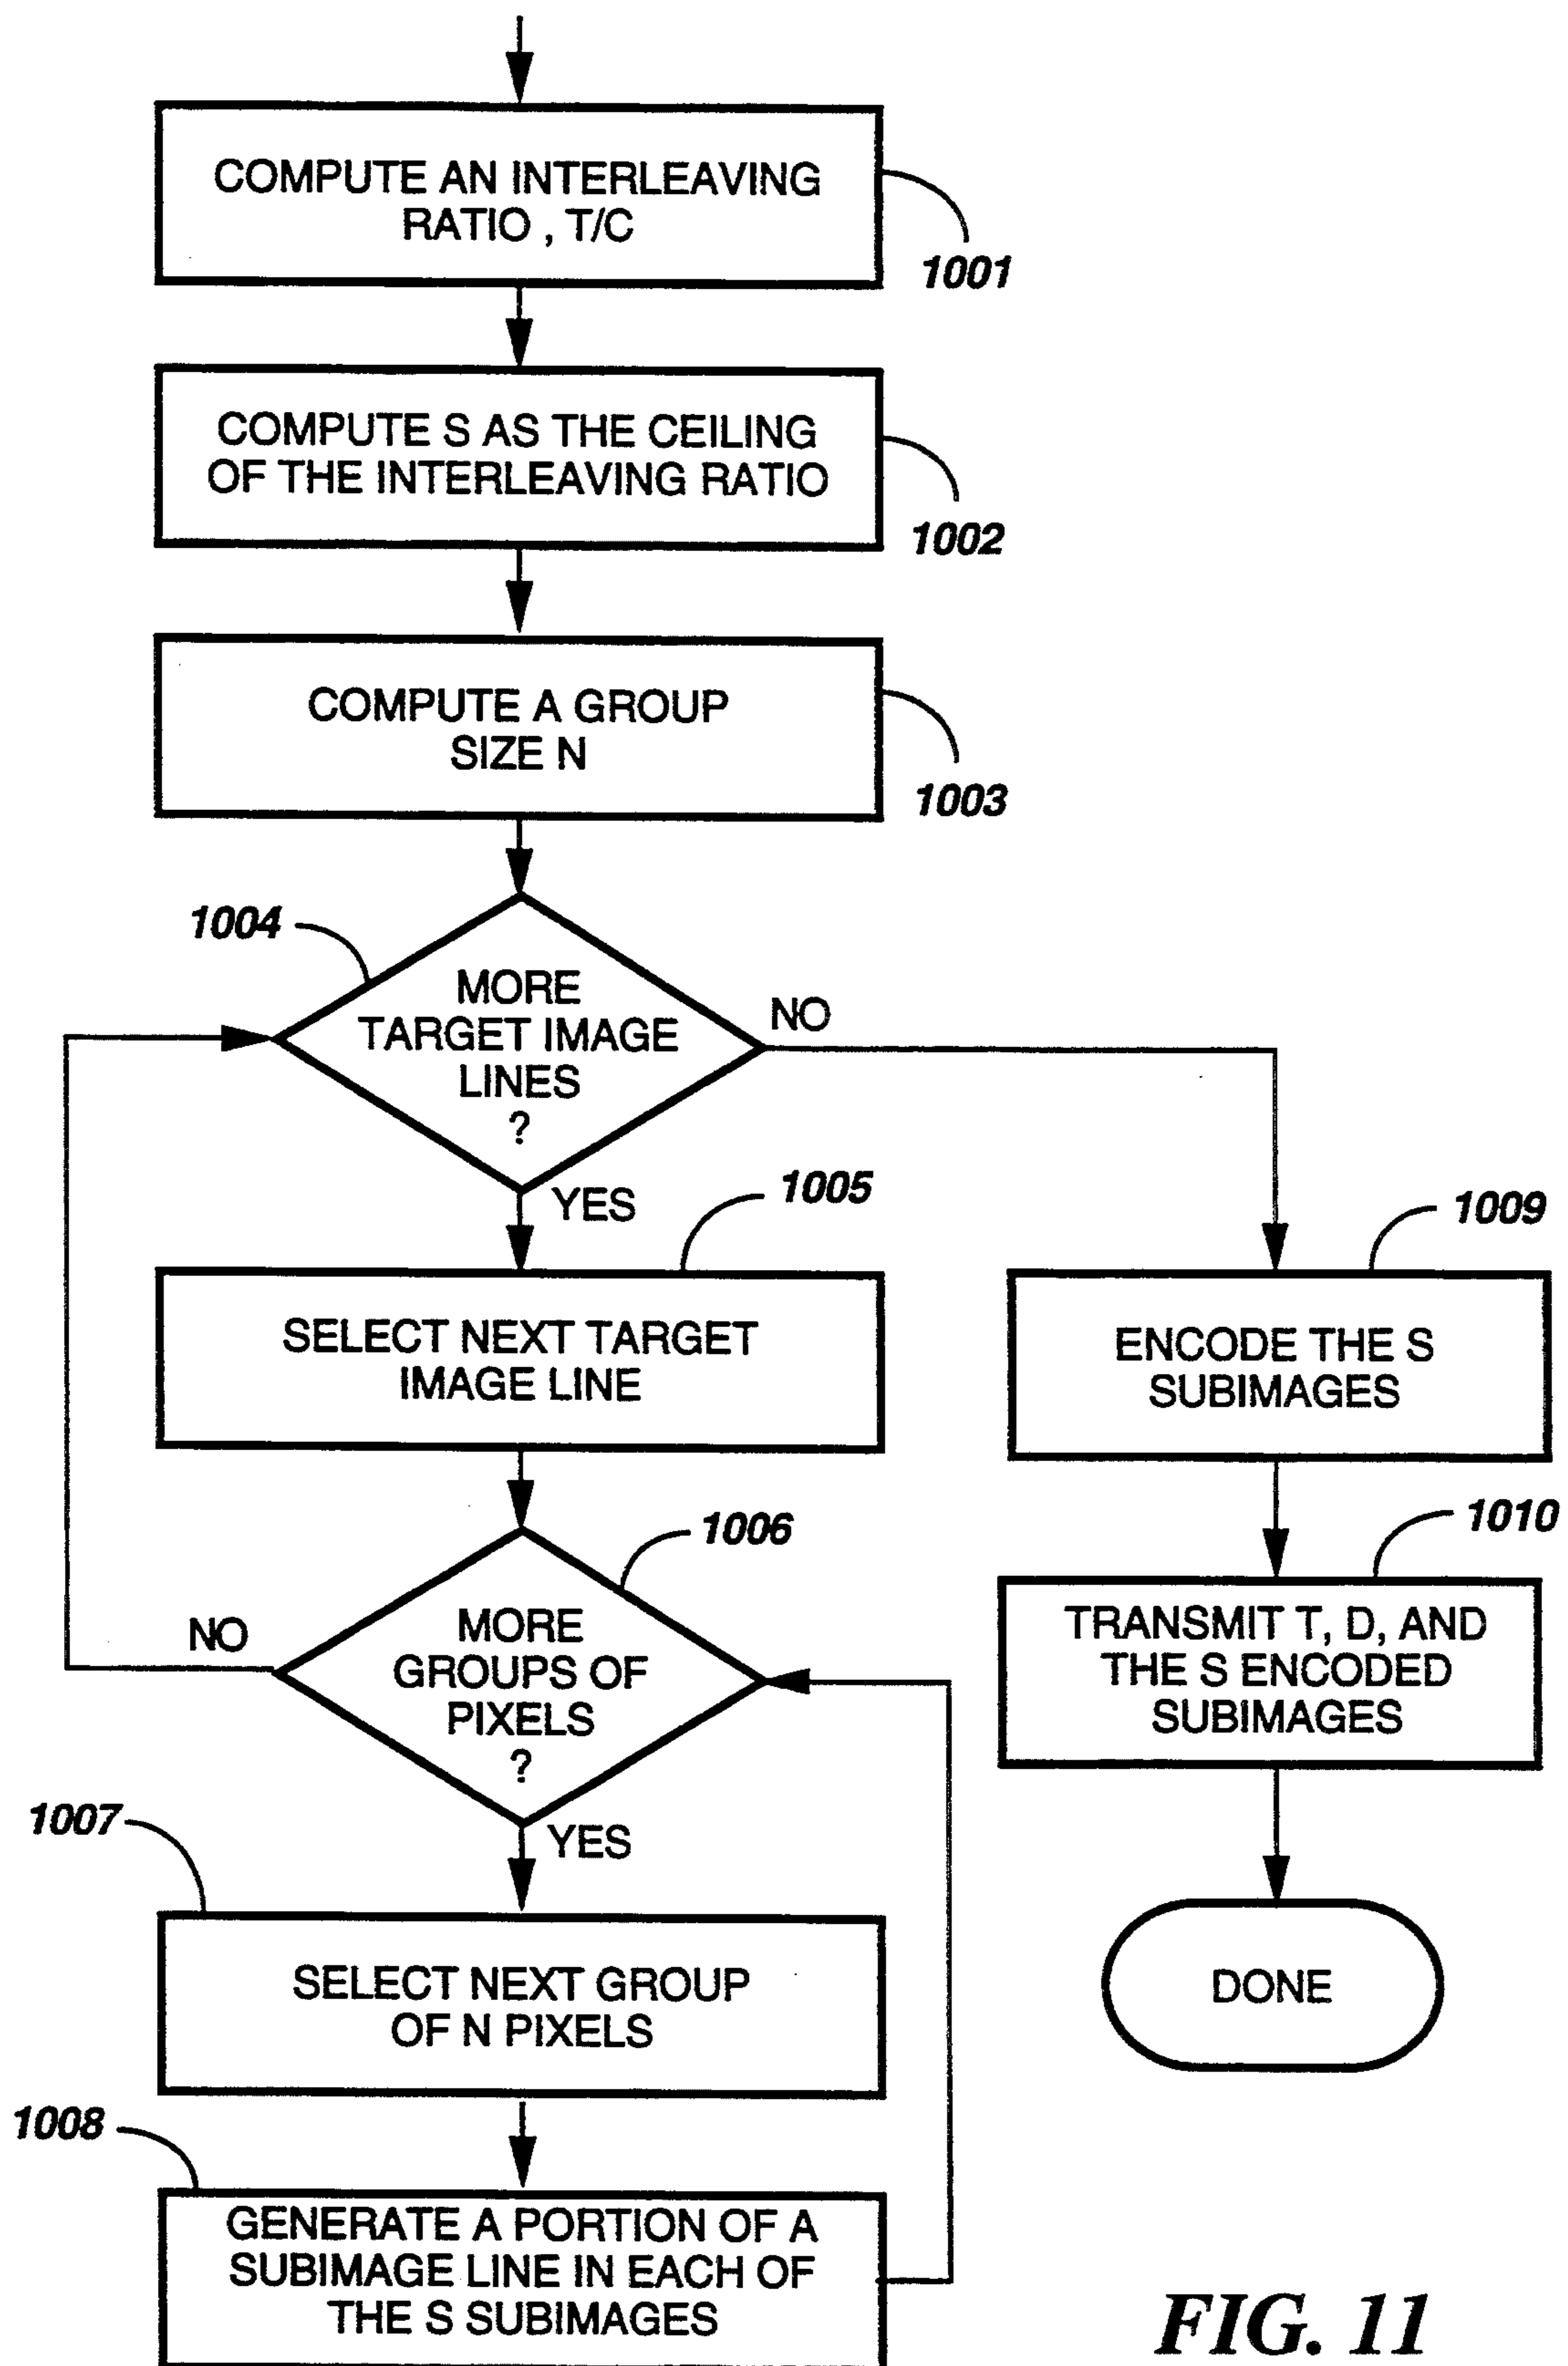 COMPUTE AN INTERLEAVING
RATIO , T/C
1001
COMPUTE S AS THE CEILING
OF THE INTERLEAVING RATIO
1002
COMPUTE A GROUP
SIZE N
1003
1004
MORE
TARGET IMAGE
LINES
?
NO
YES
1005
SELECT NEXT TARGET
IMAGE LINE
1006
MORE
GROUPS OF
PIXELS
?
NO
YES
1007
SELECT NEXT GROUP
OF N PIXELS
1008
GENERATE A PORTION OF A
SUBIMAGE LINE IN EACH OF
THE S SUBIMAGES
1009
ENCODE THE S
SUBIMAGES
1010
TRANSMIT T, D, AND
THE S ENCODED
SUBIMAGES
DONE
FIG. 11